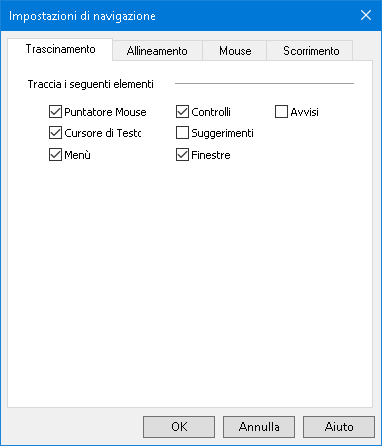 Impostazioni di navigazione
Trascinamento Allineamento Mouse Scorrimento
Traccia i seguenti elementi
Puntatore Mouse Controlli Avvisi
Cursore di Testo Suggerimenti
Menù Finestre
OK Annulla Aiuto